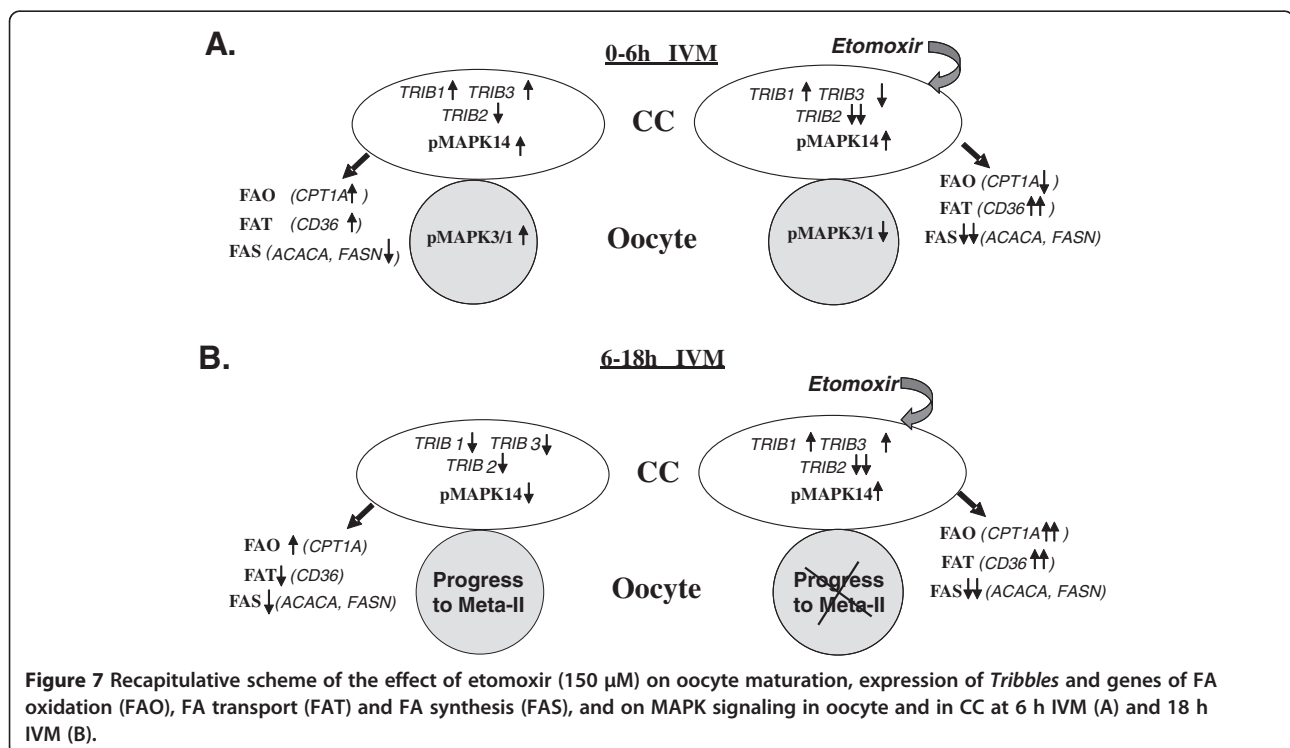 A.
0-6h IVM
Etomoxir
TRIB1↑ TRIB3 ↑
TRIB2↓
pMAPK14↑
CC
TRIB1 ↑ TRIB3 ↓
TRIB2↓↓
pMAPK14↑
FAO (CPT1A↑)
FAT (CD36 ↑)
FAS (ACACA, FASN↓)
pMAPK3/1 ↑
Oocyte
pMAPK3/1 ↓
FAO (CPT1A↓)
FAT (CD36↑↑)
FAS↓↓(ACACA, FASN)
B.
6-18h IVM
Etomoxir
TRIB 1↓ TRIB 3↓
TRIB 2↓
pMAPK14↓
CC
TRIB1 ↑ TRIB3 ↑
TRIB2 ↓↓
pMAPK14↑
FAO ↑(CPT1A)
FAT↓(CD36)
FAS↓(ACACA, FASN)
Progress
to Meta-II
Oocyte
Progress
to Meta-II
FAO (CPT1A↑↑)
FAT (CD36 ↑↑)
FAS↓↓(ACACA, FASN)
Figure 7 Recapitulative scheme of the effect of etomoxir (150 μM) on oocyte maturation, expression of Tribbles and genes of FA
oxidation (FAO), FA transport (FAT) and FA synthesis (FAS), and on MAPK signaling in oocyte and in CC at 6 h IVM (A) and 18 h
IVM (B).